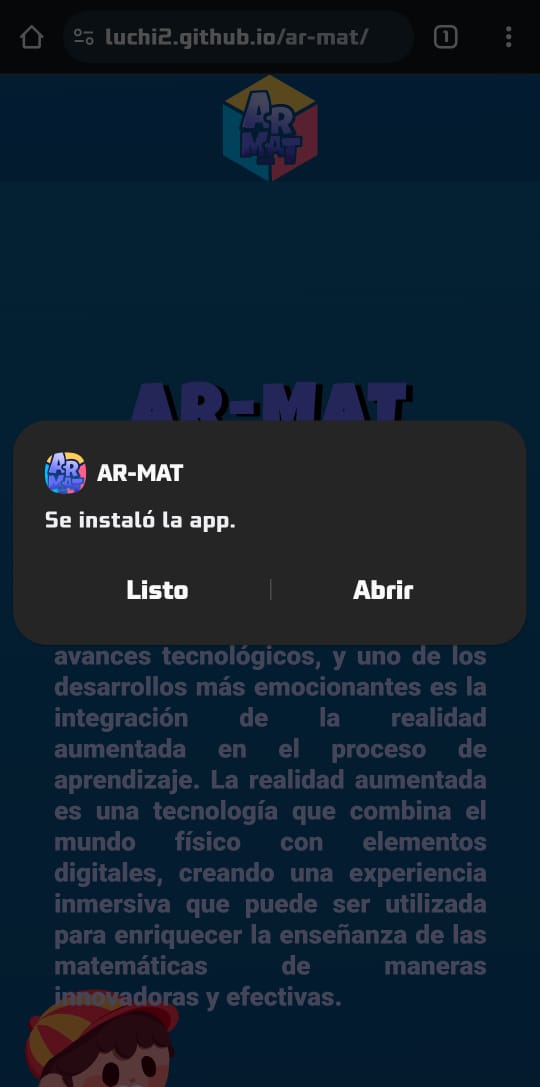 luchi2.github.io/ar-mat/
1
AR
MAT
AR-MAT
AR
MAT
AR-MAT
Se instaló la app.
Listo
Abrir
avances tecnológicos, y uno de los
desarrollos más emocionantes es la
integración de la realidad
aumentada en el proceso de
aprendizaje. La realidad aumentada
es una tecnología que combina el
mundo físico con elementos
digitales, creando una experiencia
inmersiva que puede ser utilizada
para enriquecer la enseñanza de las
matemáticas de maneras
innovadoras y efectivas.